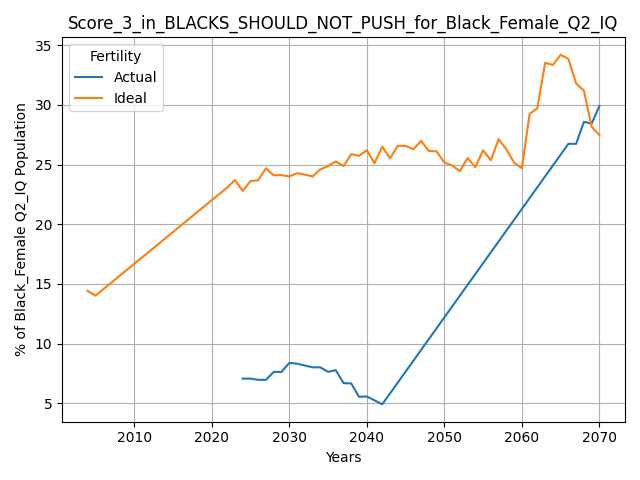 Score_3_in_BLACKS_SHOULD_NOT_PUSH_for_Black_Female_Q2_IQ
Fertility
Actual
Ideal
% of Black_Female Q2_IQ Population
35
30
25
20
15
10
5
2010 2020 2030 2040 2050 2060 2070
Years